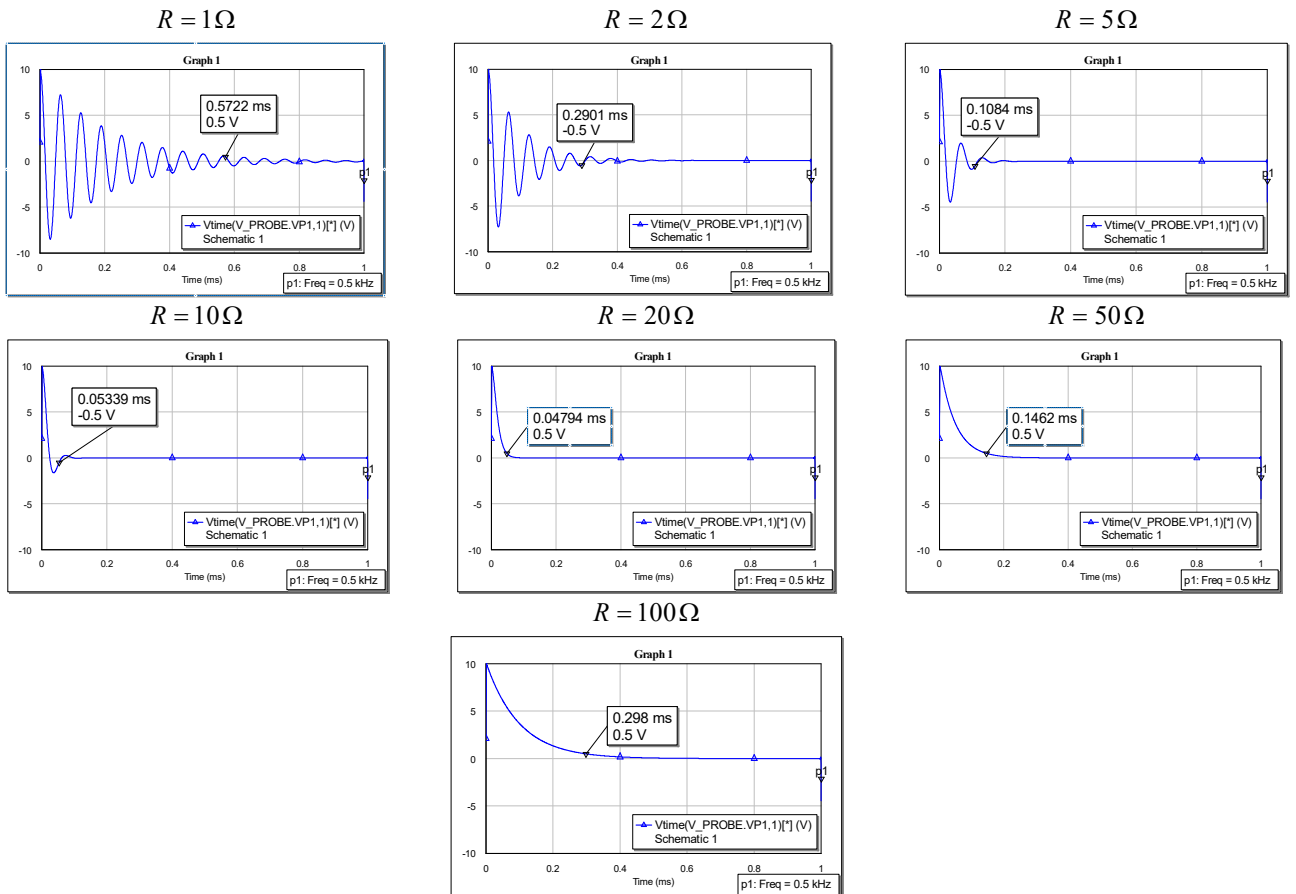 R = 1Ω
R = 2Ω
R = 5Ω
Graph 1
10
5
0
-5
-10
0.5722 ms
0.5 V
p1
Vtime(V_PROBE.VP1,1)[*] (V)
Schematic 1
0 0.2 0.4 0.6 0.8 1
Time (ms)
p1: Freq = 0.5 kHz
Graph 1
10
5
0
-5
-10
0.2901 ms
-0.5 V
p1
Vtime(V_PROBE.VP1,1)[*] (V)
Schematic 1
0 0.2 0.4 0.6 0.8 1
Time (ms)
p1: Freq = 0.5 kHz
Graph 1
10
5
0
-5
-10
0.1084 ms
-0.5 V
p1
Vtime(V_PROBE.VP1,1)[*] (V)
Schematic 1
0 0.2 0.4 0.6 0.8 1
Time (ms)
p1: Freq = 0.5 kHz
R = 10Ω
R = 20Ω
R = 50Ω
Graph 1
10
5
0
-5
-10
0.05339 ms
-0.5 V
p1
Vtime(V_PROBE.VP1,1)[*] (V)
Schematic 1
0 0.2 0.4 0.6 0.8 1
Time (ms)
p1: Freq = 0.5 kHz
Graph 1
10
5
0
-5
-10
0.04794 ms
0.5 V
p1
Vtime(V_PROBE.VP1,1)[*] (V)
Schematic 1
0 0.2 0.4 0.6 0.8 1
Time (ms)
p1: Freq = 0.5 kHz
Graph 1
10
5
0
-5
-10
0.1462 ms
0.5 V
p1
Vtime(V_PROBE.VP1,1)[*] (V)
Schematic 1
0 0.2 0.4 0.6 0.8 1
Time (ms)
p1: Freq = 0.5 kHz
R = 100Ω
Graph 1
10
5
0
-5
-10
0.298 ms
0.5 V
p1
Vtime(V_PROBE.VP1,1)[*] (V)
Schematic 1
0 0.2 0.4 0.6 0.8 1
Time (ms)
p1: Freq = 0.5 kHz